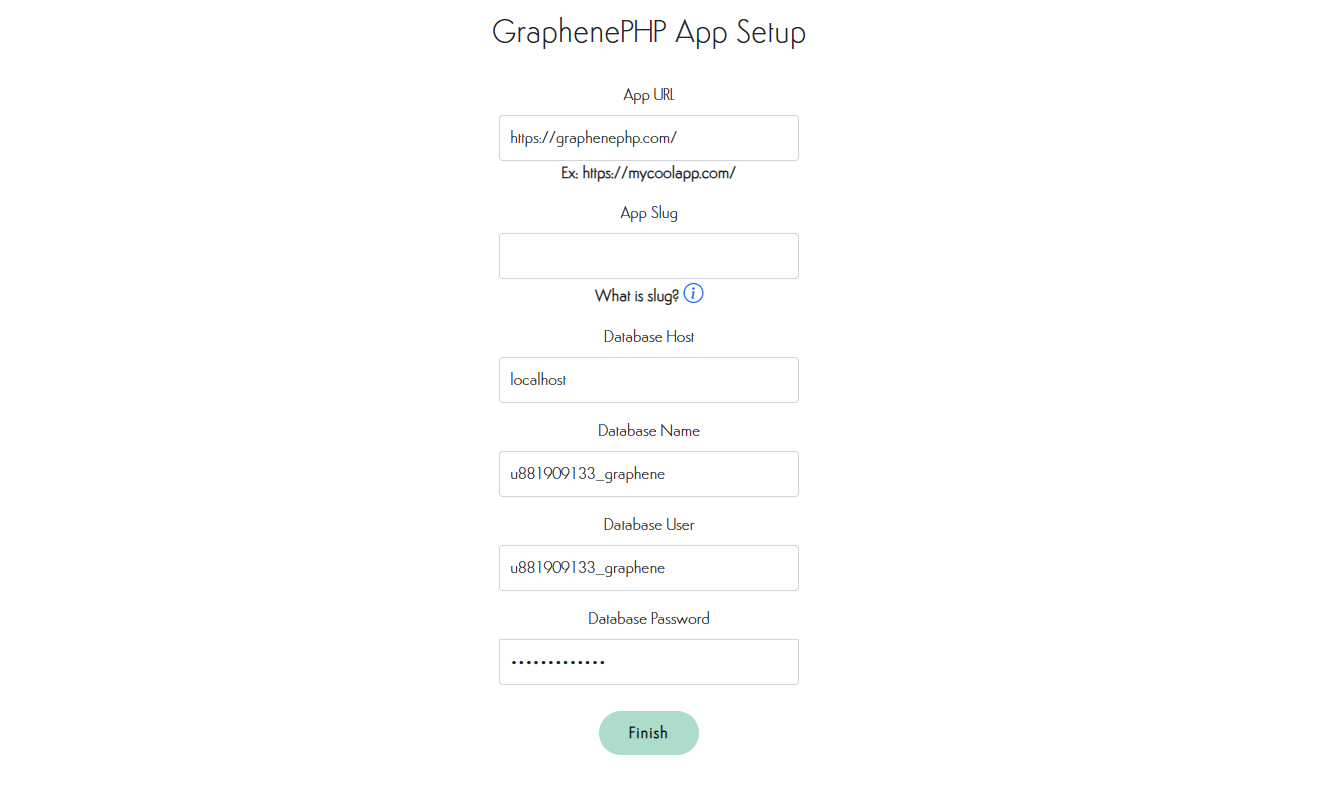 GraphenePHP App Setup
App URL
https://graphenephp.com/
Ex: https://mycoolapp.com/
App Slug
What is slug?
Database Host
localhost
Database Name
u881909133_graphene
Database User
u881909133_graphene
Database Password
•••••••••••••
Finish